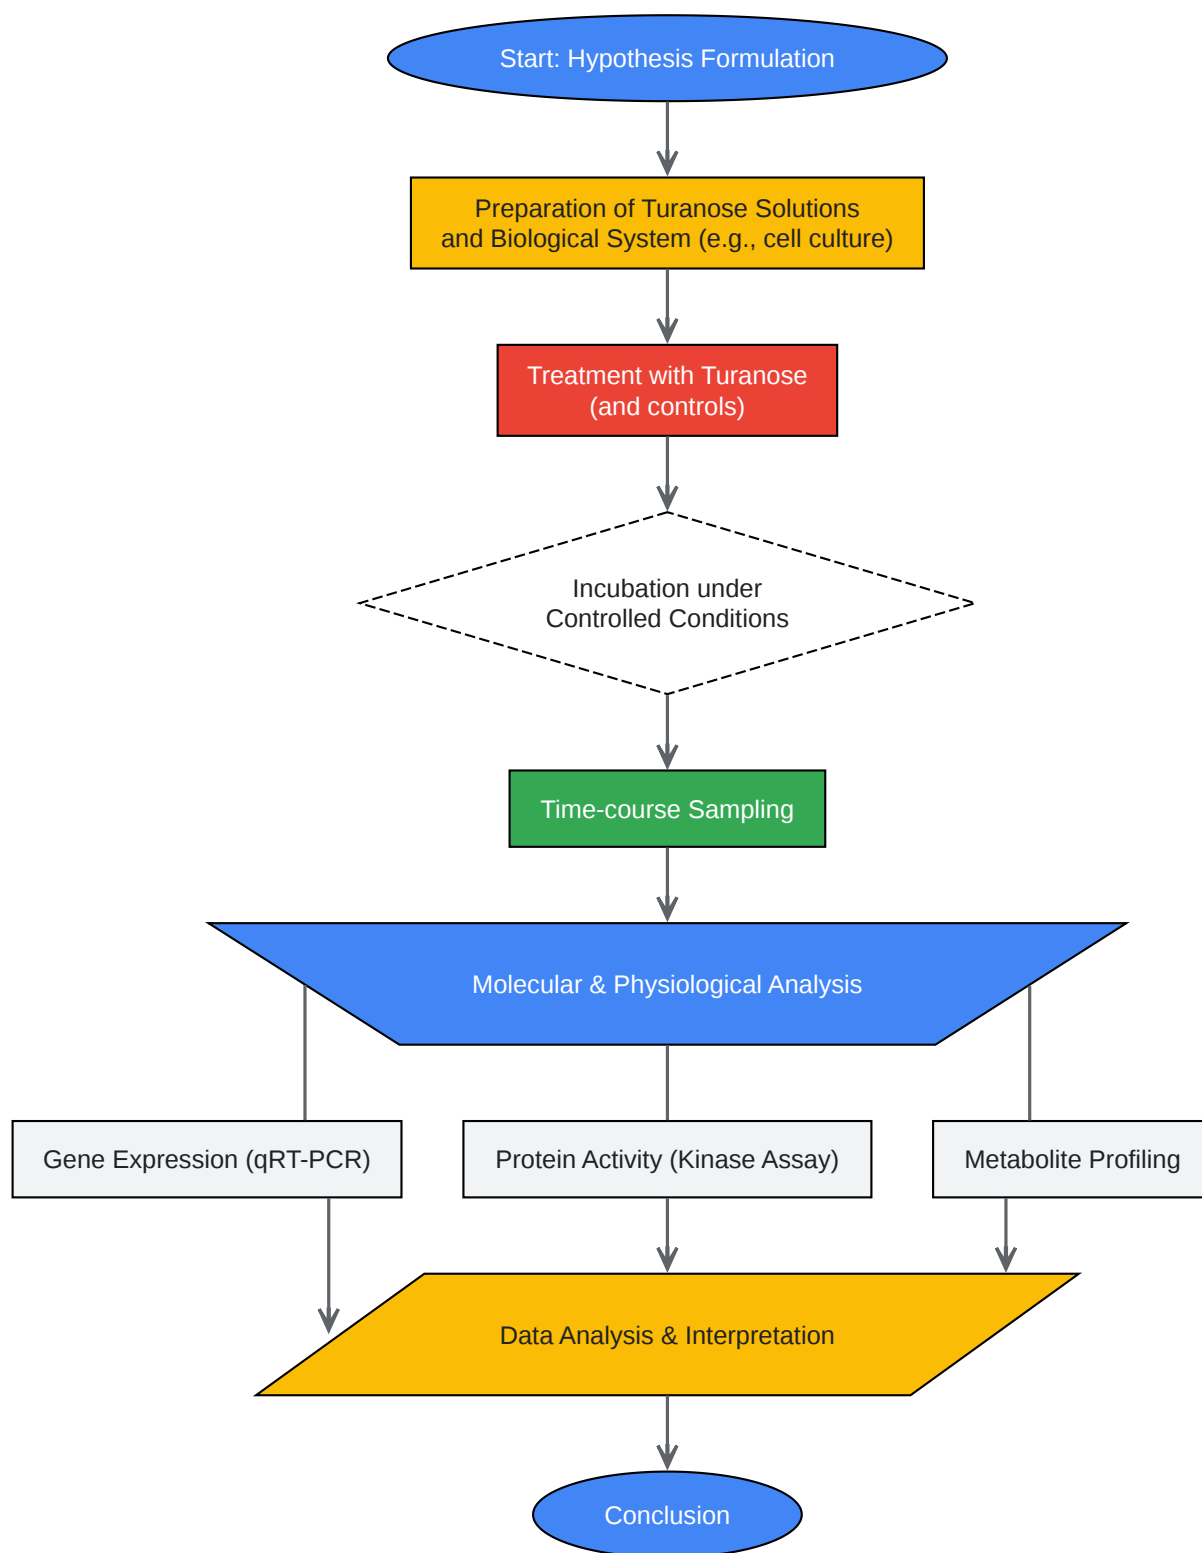 Start: Hypothesis Formulation
Preparation of Turanose Solutions
and Biological System (e.g., cell culture)
Treatment with Turanose
(and controls)
Incubation under
Controlled Conditions
Time-course Sampling
Molecular & Physiological Analysis
Gene Expression (qRT-PCR)
Protein Activity (Kinase Assay)
Metabolite Profiling
Data Analysis & Interpretation
Conclusion